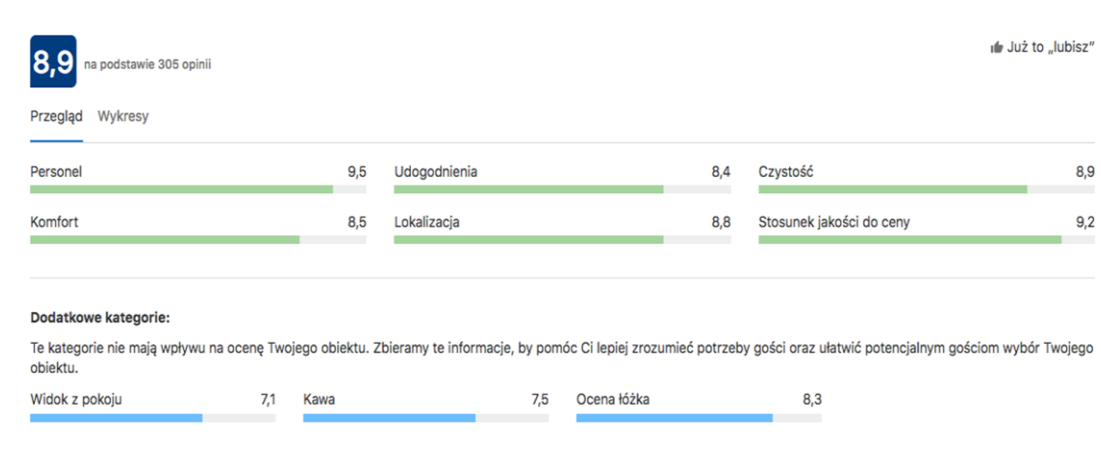 8,9 na podstawie 305 opinii
Już to „lubisz”
Przegląd Wykresy
Personel 9,5 Udogodnienia 8,4 Czystość 8,9
Komfort 8,5 Lokalizacja 8,8 Stosunek jakości do ceny 9,2
Dodatkowe kategorie:
Te kategorie nie mają wpływu na ocenę Twojego obiektu. Zbieramy te informacje, by pomóc Ci lepiej zrozumieć potrzeby gości oraz ułatwić potencjalnym gościom wybór Twojego
obiektu.
Widok z pokoju 7,1 Kawa 7,5 Ocena łóżka 8,3